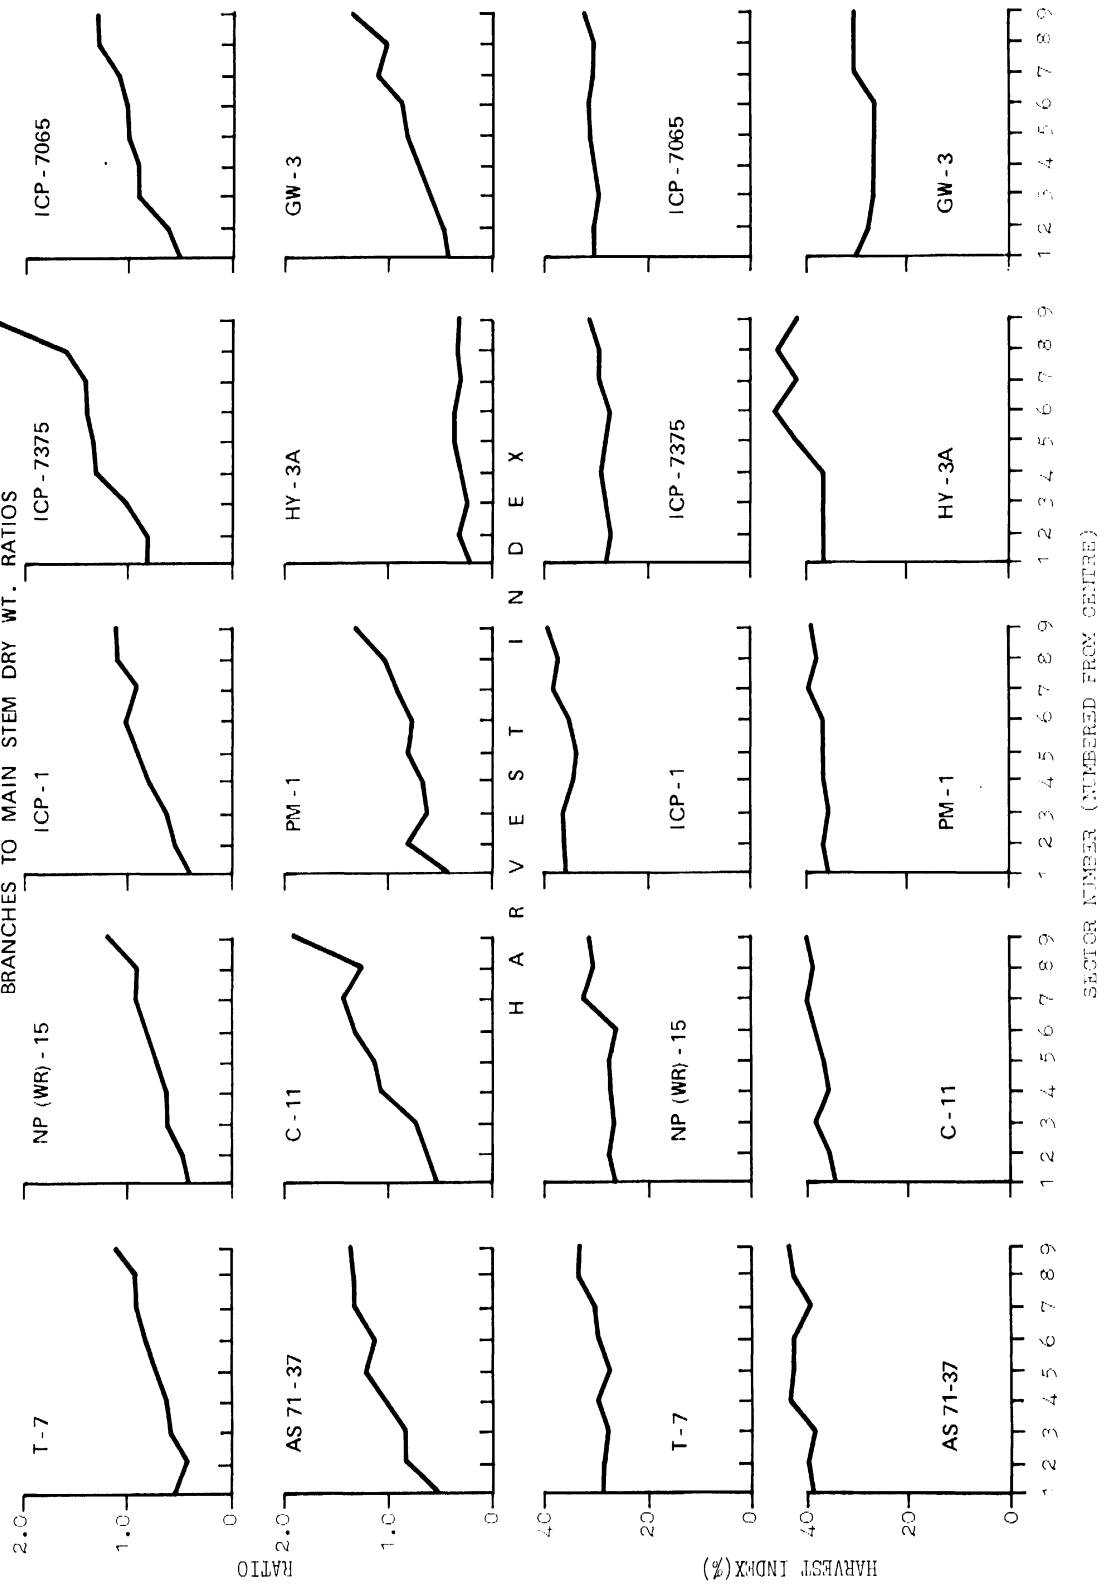 BRANCHES TO MAIN STEM DRY WT. RATIOS
T-7
NP (WR) - 15
ICP - 1
ICP - 7375
ICP - 7065
2.0
1.0
0
AS 71-37
C - 11
PM - 1
HY - 3A
GW - 3
2.0
1.0
0
RATIO
HARVEST INDEX
T-7
NP (WR) - 15
ICP - 1
ICP - 7375
ICP - 7065
40
20
0
AS 71-37
C - 11
PM - 1
HY - 3A
GW - 3
40
20
0
HARVEST INDEX (%)
1 2 3 4 5 6 7 8 9 1 2 3 4 5 6 7 8 9 1 2 3 4 5 6 7 8 9 1 2 3 4 5 6 7 8 9 1 2 3 4 5 6 7 8 9
SECTOR NUMBER (NUMBERED FROM CENTRE)